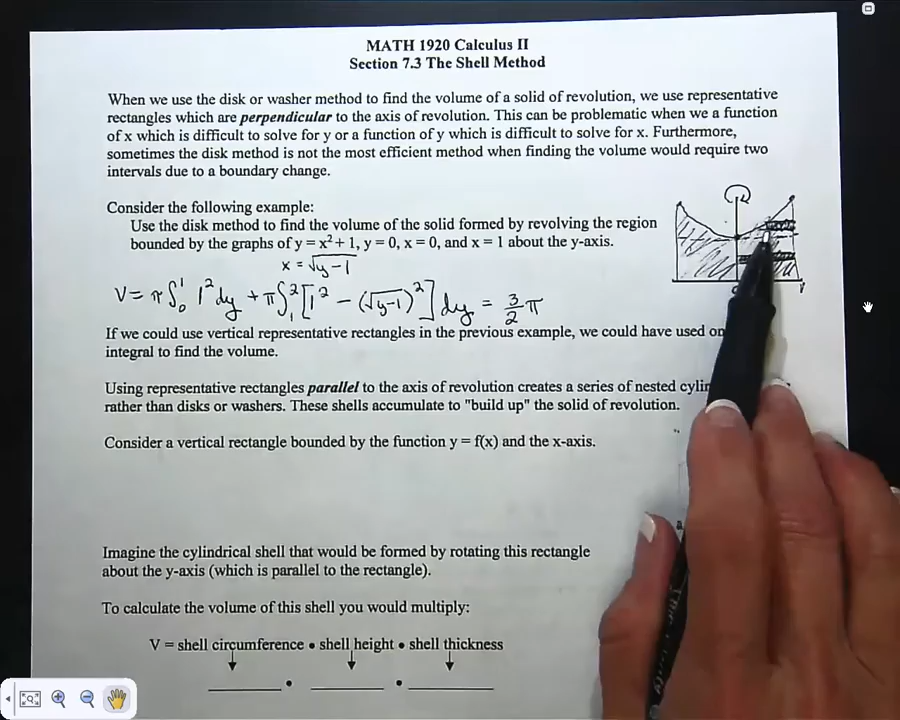 MATH 1920 Calculus II
Section 7.3 The Shell Method
When we use the disk or washer method to find the volume of a solid of revolution, we use representative
rectangles which are perpendicular to the axis of revolution. This can be problematic when we a function
of x which is difficult to solve for y or a function of y which is difficult to solve for x. Furthermore,
sometimes the disk method is not the most efficient method when finding the volume would require two
intervals due to a boundary change.
Consider the following example:
Use the disk method to find the volume of the solid formed by revolving the region
bounded by the graphs of y = x² + 1, y = 0, x = 0, and x = 1 about the y-axis.
x = √y-1
V = π∫₀¹ 1² dy + π∫₁² [1² - (√y-1)²] dy = 3/2 π
If we could use vertical representative rectangles in the previous example, we could have used
integral to find the volume.
Using representative rectangles parallel to the axis of revolution creates a series of nested
rather than disks or washers. These shells accumulate to "build up" the solid of revolution.
Consider a vertical rectangle bounded by the function y = f(x) and the x-axis.
Imagine the cylindrical shell that would be formed by rotating this rectangle
about the y-axis (which is parallel to the rectangle).
To calculate the volume of this shell you would multiply:
V = shell circumference • shell height • shell thickness